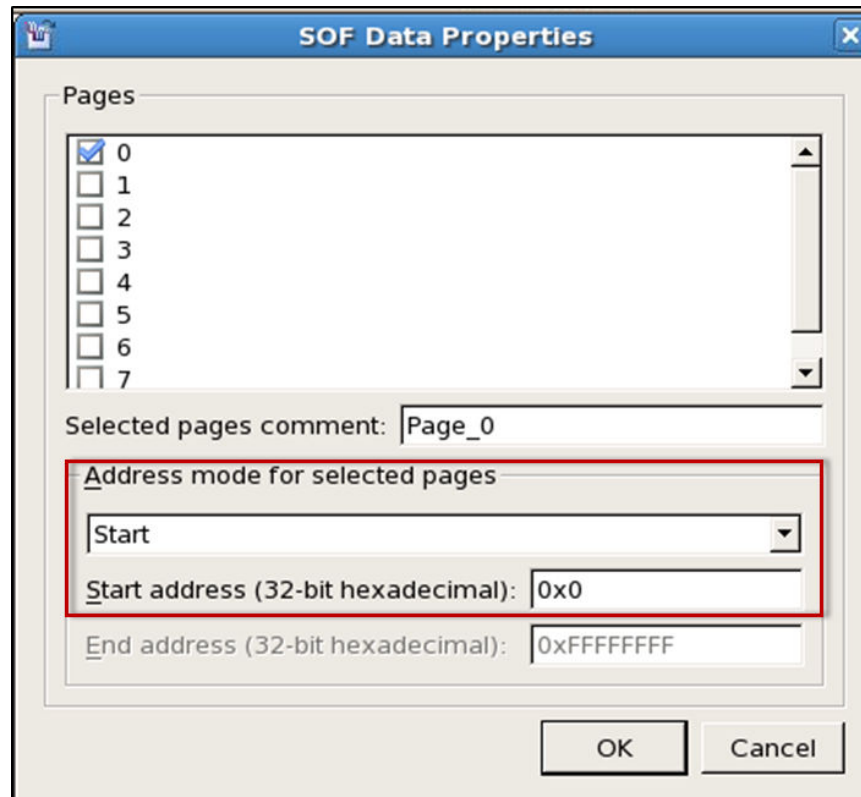 SOF Data Properties
Pages
0
1
2
3
4
5
6
7
Selected pages comment: Page_0
Address mode for selected pages
Start
Start address (32-bit hexadecimal): 0x0
End address (32-bit hexadecimal): 0xFFFFFFFF
OK Cancel